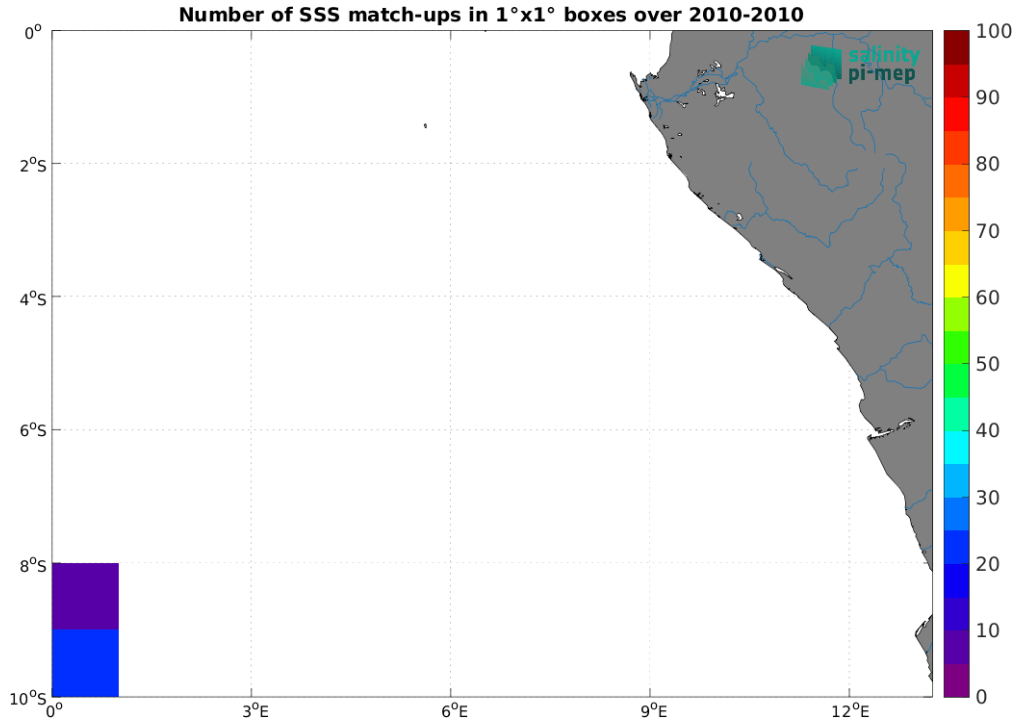 Number of SSS match-ups in 1°x1° boxes over 2010-2010
salinity
pi-mep
0°
2°S
4°S
6°S
8°S
10°S
0°
3°E
6°E
9°E
12°E
100
90
80
70
60
50
40
30
20
10
0